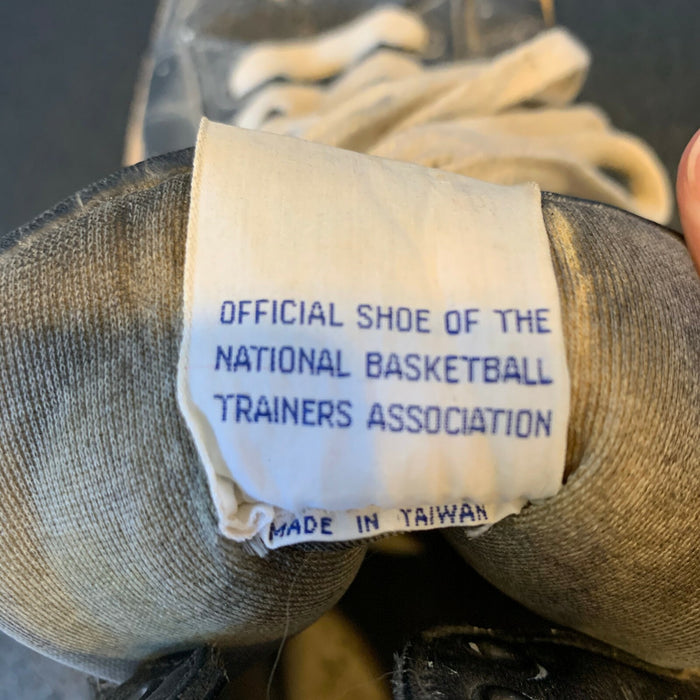 OFFICIAL SHOE OF THE
NATIONAL BASKETBALL
TRAINERS ASSOCIATION
MADE IN TAIWAN